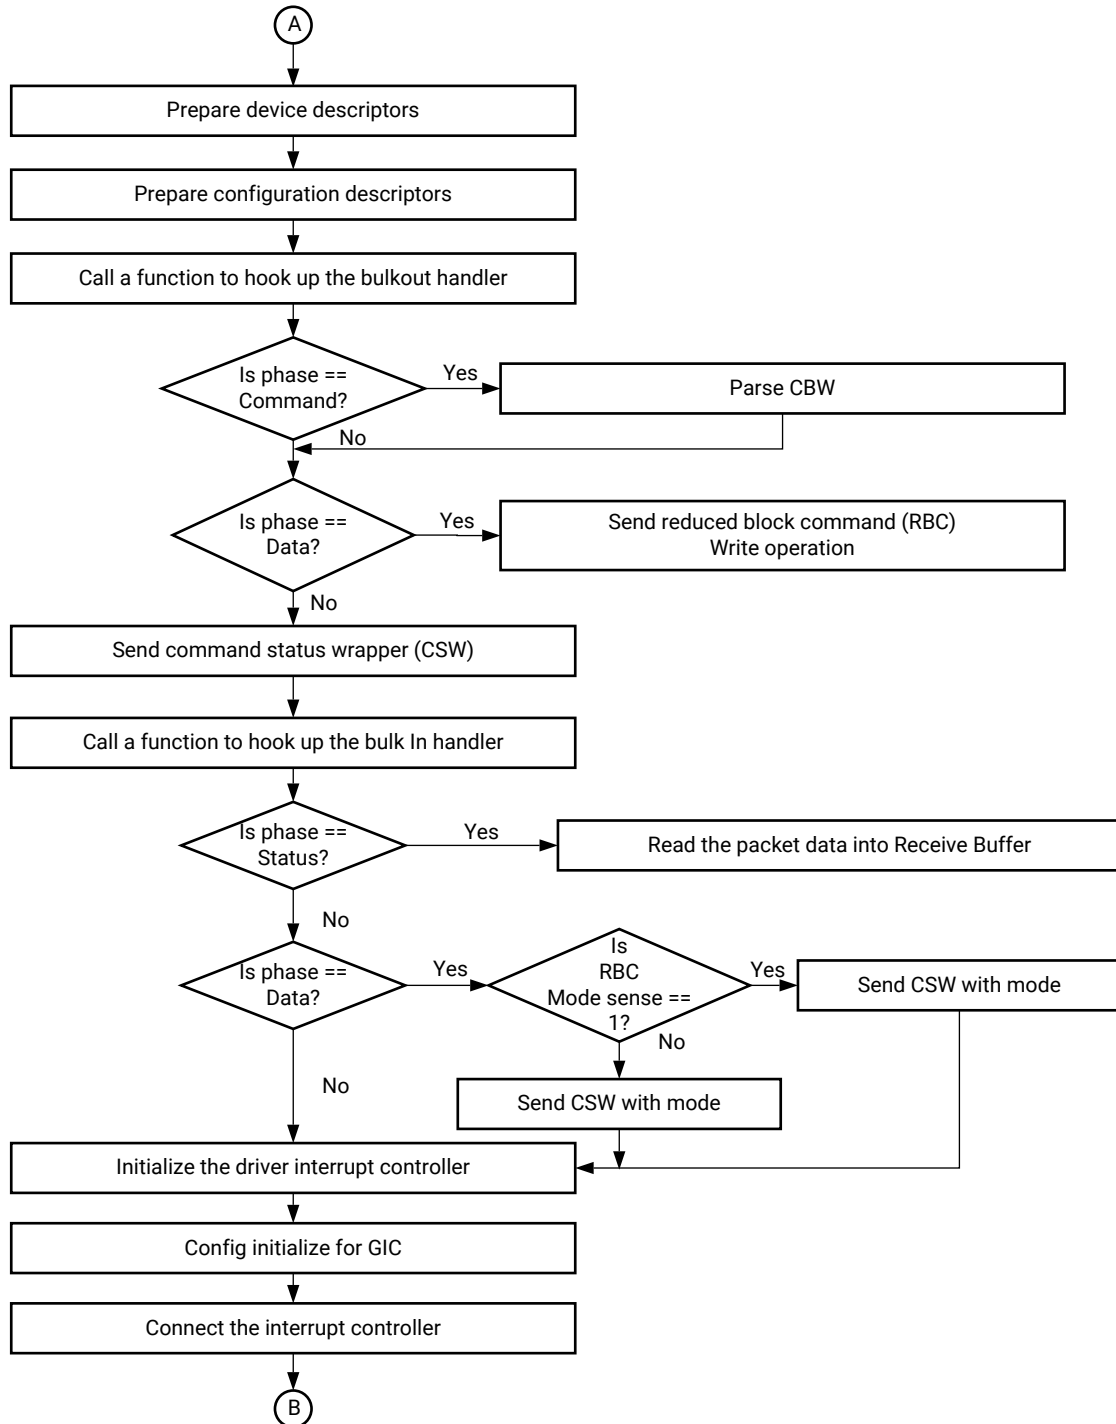 A
Prepare device descriptors
Prepare configuration descriptors
Call a function to hook up the bulkout handler
Is phase ==
Command?
Yes
Parse CBW
No
Is phase ==
Data?
Yes
Send reduced block command (RBC)
Write operation
No
Send command status wrapper (CSW)
Call a function to hook up the bulk In handler
Is phase ==
Status?
Yes
Read the packet data into Receive Buffer
No
Is phase ==
Data?
Yes
Is
RBC
Mode sense ==
1?
Yes
Send CSW with mode
No
No
Send CSW with mode
Initialize the driver interrupt controller
Config initialize for GIC
Connect the interrupt controller
B